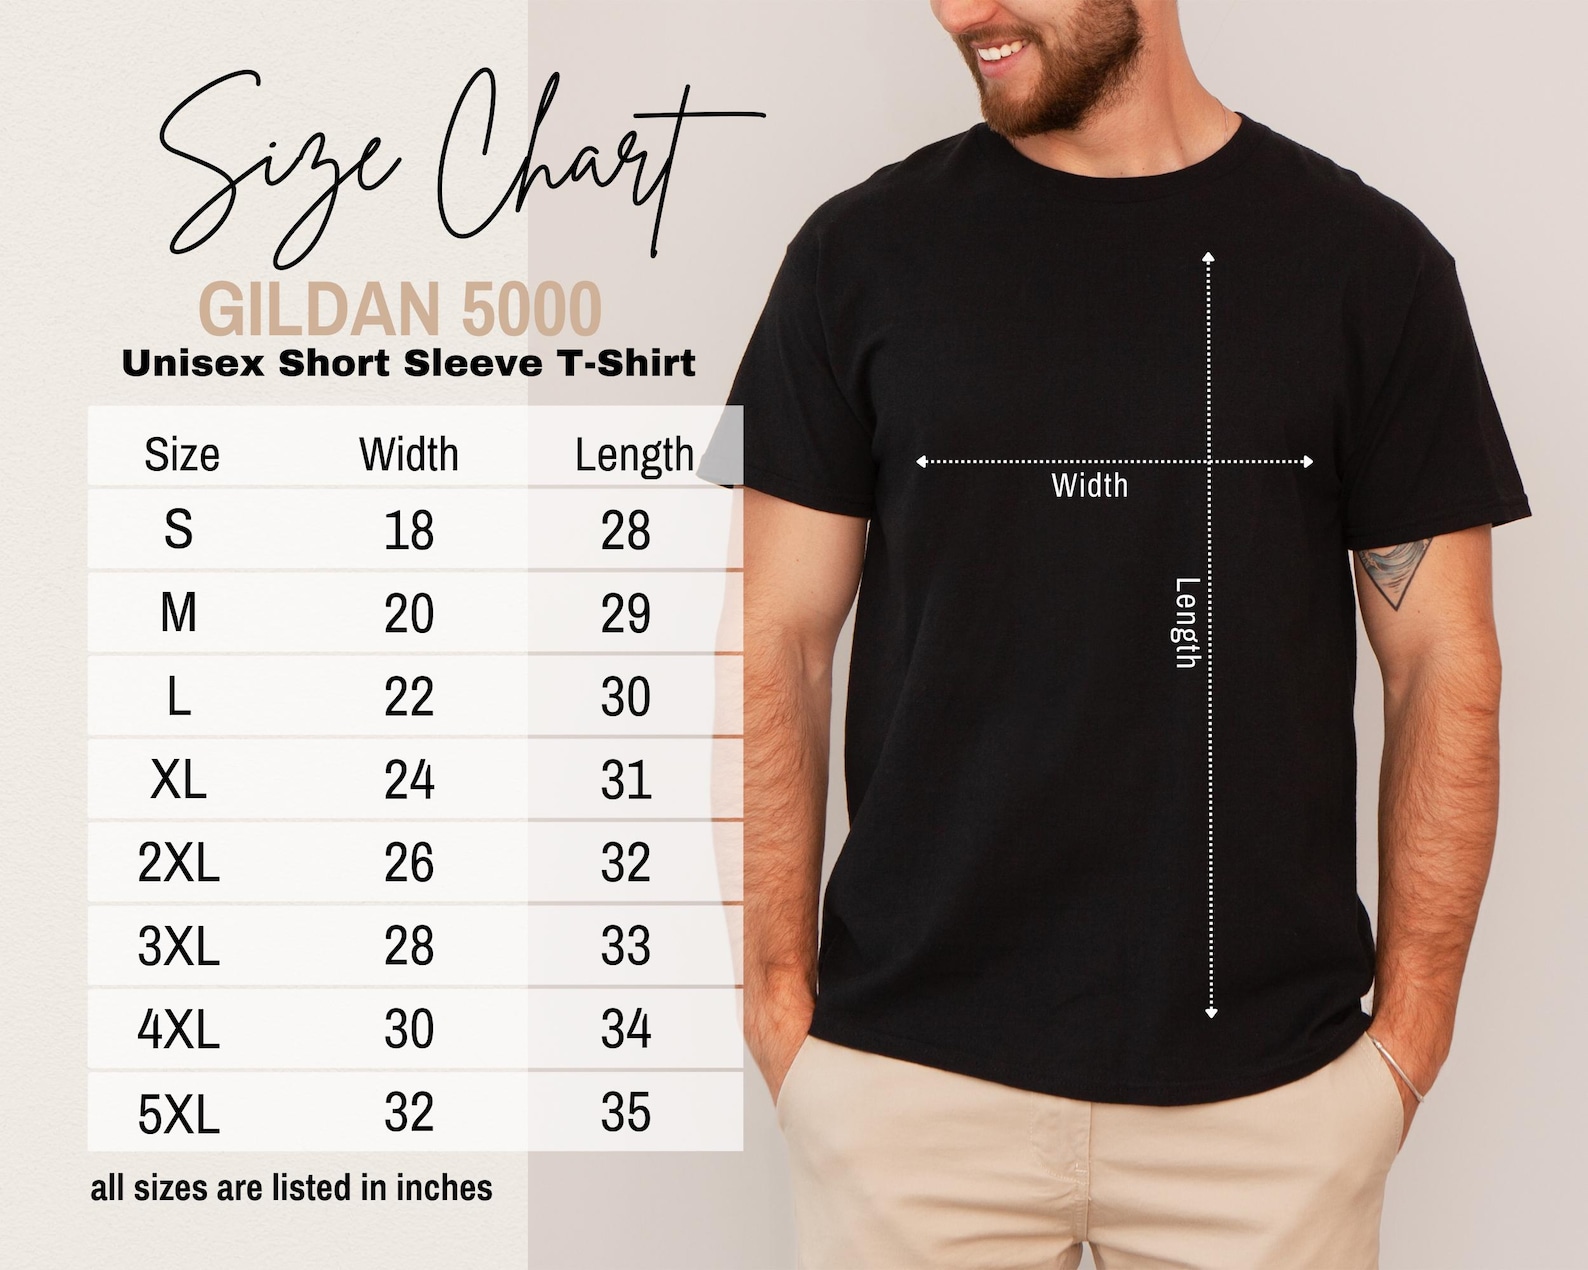 Size Chart
GILDAN 5000
Unisex Short Sleeve T-Shirt
Size Width Length
S 18 28
M 20 29
L 22 30
XL 24 31
2XL 26 32
3XL 28 33
4XL 30 34
5XL 32 35
all sizes are listed in inches
Width
Length